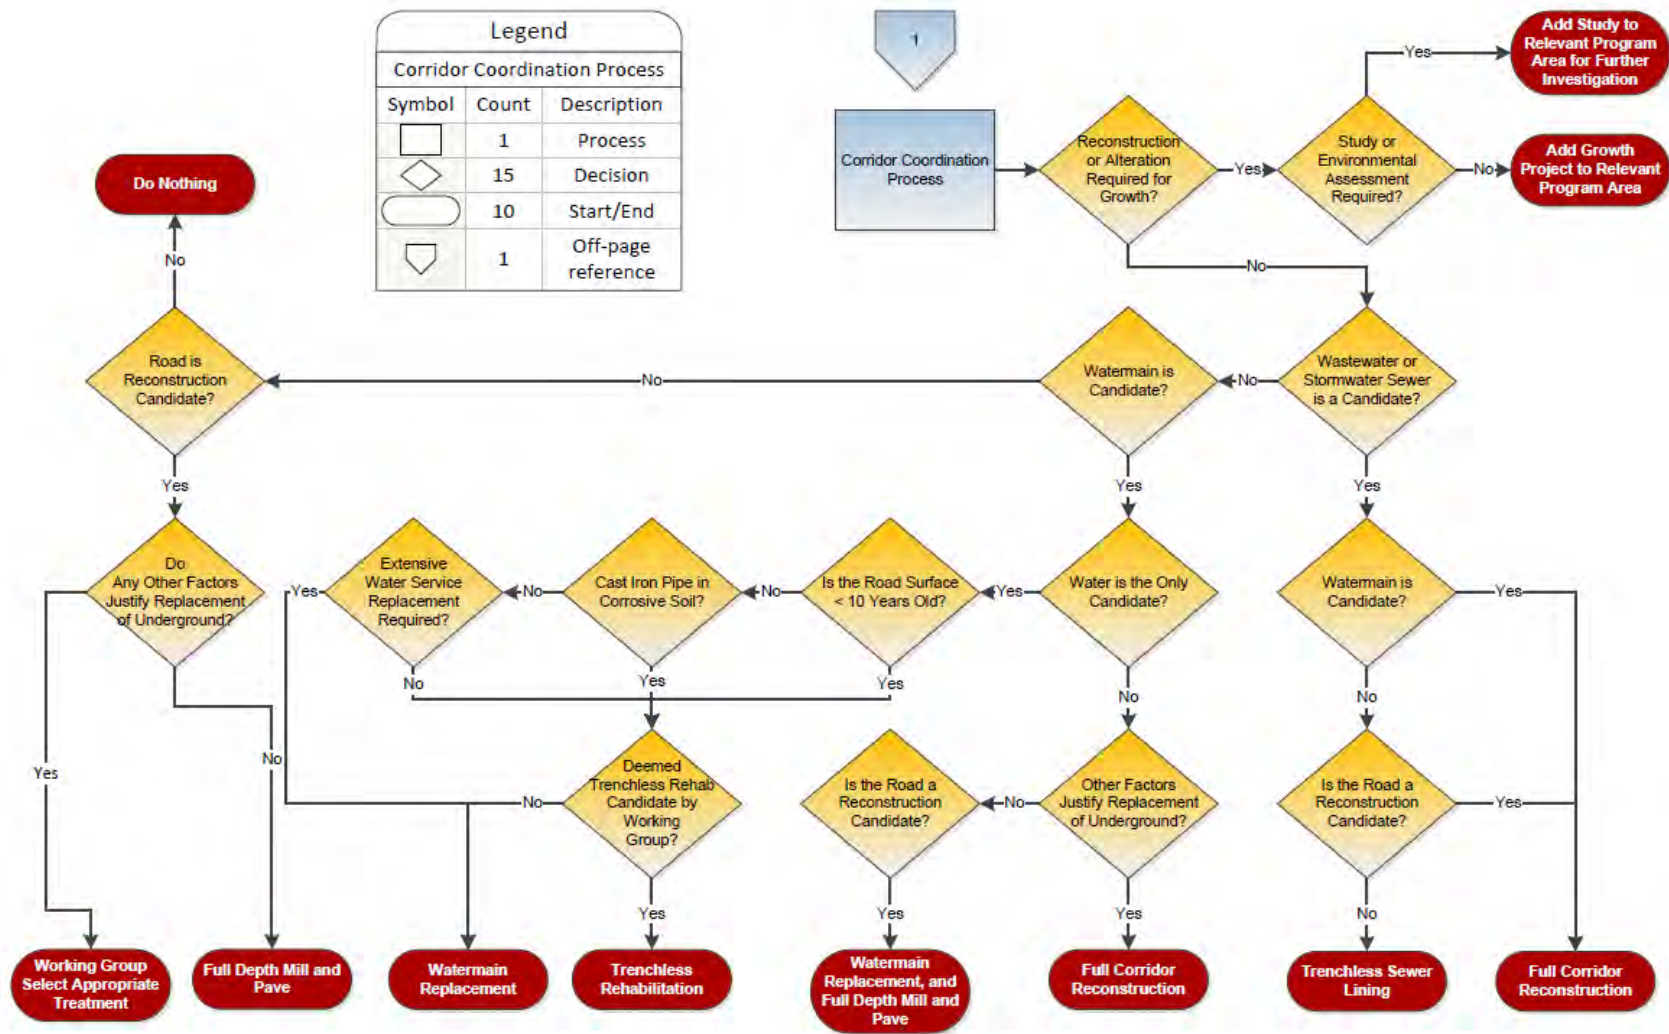 Legend
Corridor Coordination Process
Symbol Count Description
1 Process
15 Decision
10 Start/End
1 Off-page
reference
1
Corridor Coordination
Process
Reconstruction
or Alteration
Required for
Growth?
Yes
Study or
Environmental
Assessment
Required?
Yes
Add Study to
Relevant Program
Area for Further
Investigation
No
Add Growth
Project to Relevant
Program Area
No
Do Nothing
No
Road is
Reconstruction
Candidate?
No
Watermain is
Candidate?
No
Wastewater or
Stormwater Sewer
is a Candidate?
Yes
Yes
Yes
Do
Any Other Factors
Justify Replacement
of Underground?
Yes
Extensive
Water Service
Replacement
Required?
No
Cast Iron Pipe in
Corrosive Soil?
No
Is the Road Surface
< 10 Years Old?
Yes
Water is the Only
Candidate?
Watermain is
Candidate?
Yes
No
Yes
Yes
No
No
Yes
No
Deemed
Trenchless Rehab
Candidate by
Working
Group?
No
Is the Road a
Reconstruction
Candidate?
No
Other Factors
Justify Replacement
of Underground?
Is the Road a
Reconstruction
Candidate?
Yes
Yes
Yes
Yes
No
Working Group
Select Appropriate
Treatment
Full Depth Mill and
Pave
Watermain
Replacement
Trenchless
Rehabilitation
Watermain
Replacement, and
Full Depth Mill and
Pave
Full Corridor
Reconstruction
Trenchless Sewer
Lining
Full Corridor
Reconstruction